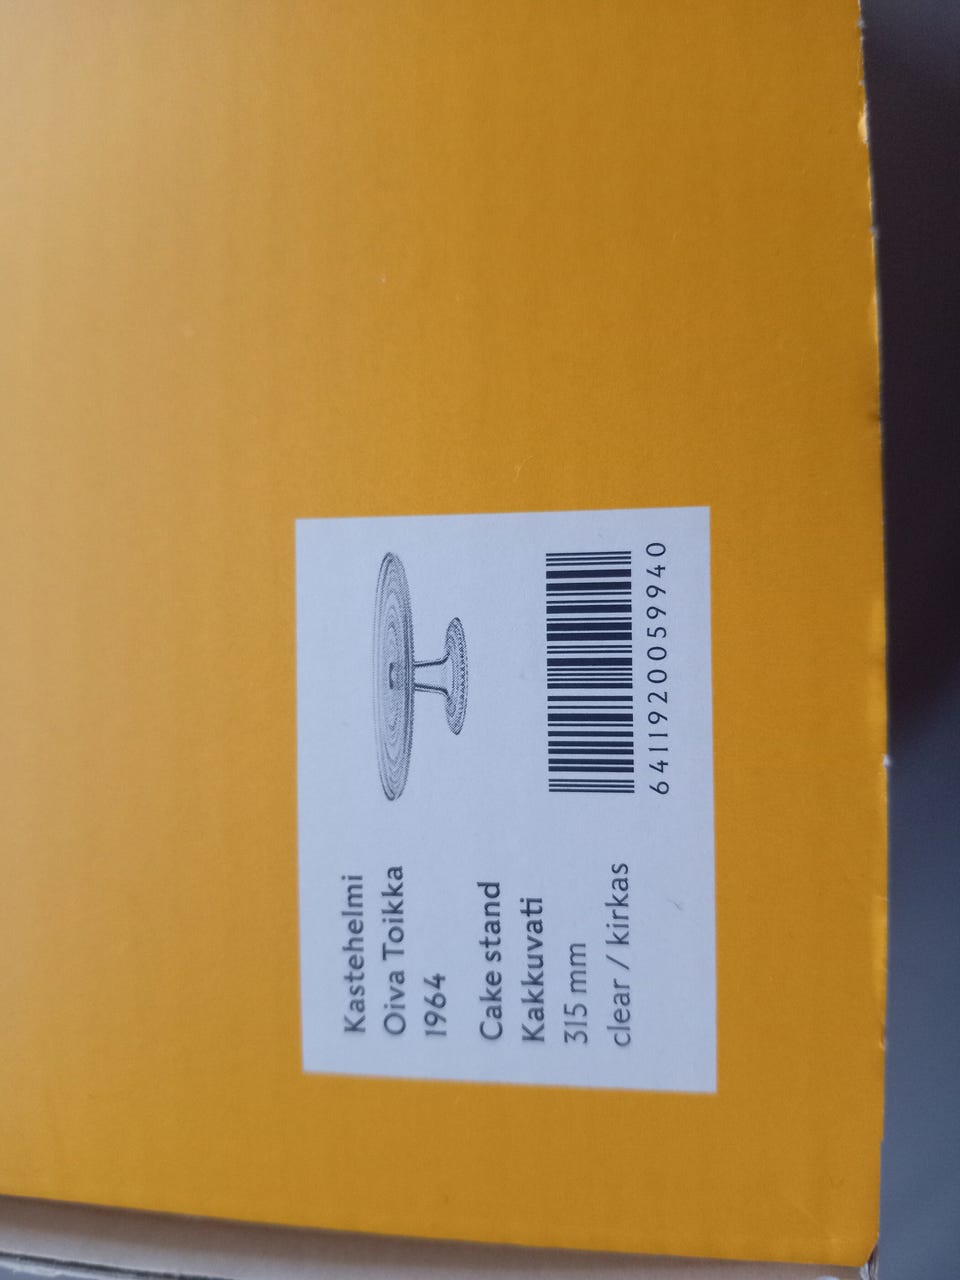 Kastehelmi
Oiva Toikka
1964
Cake stand
Kakkuvati
315 mm
clear / kirkas
6411920059940